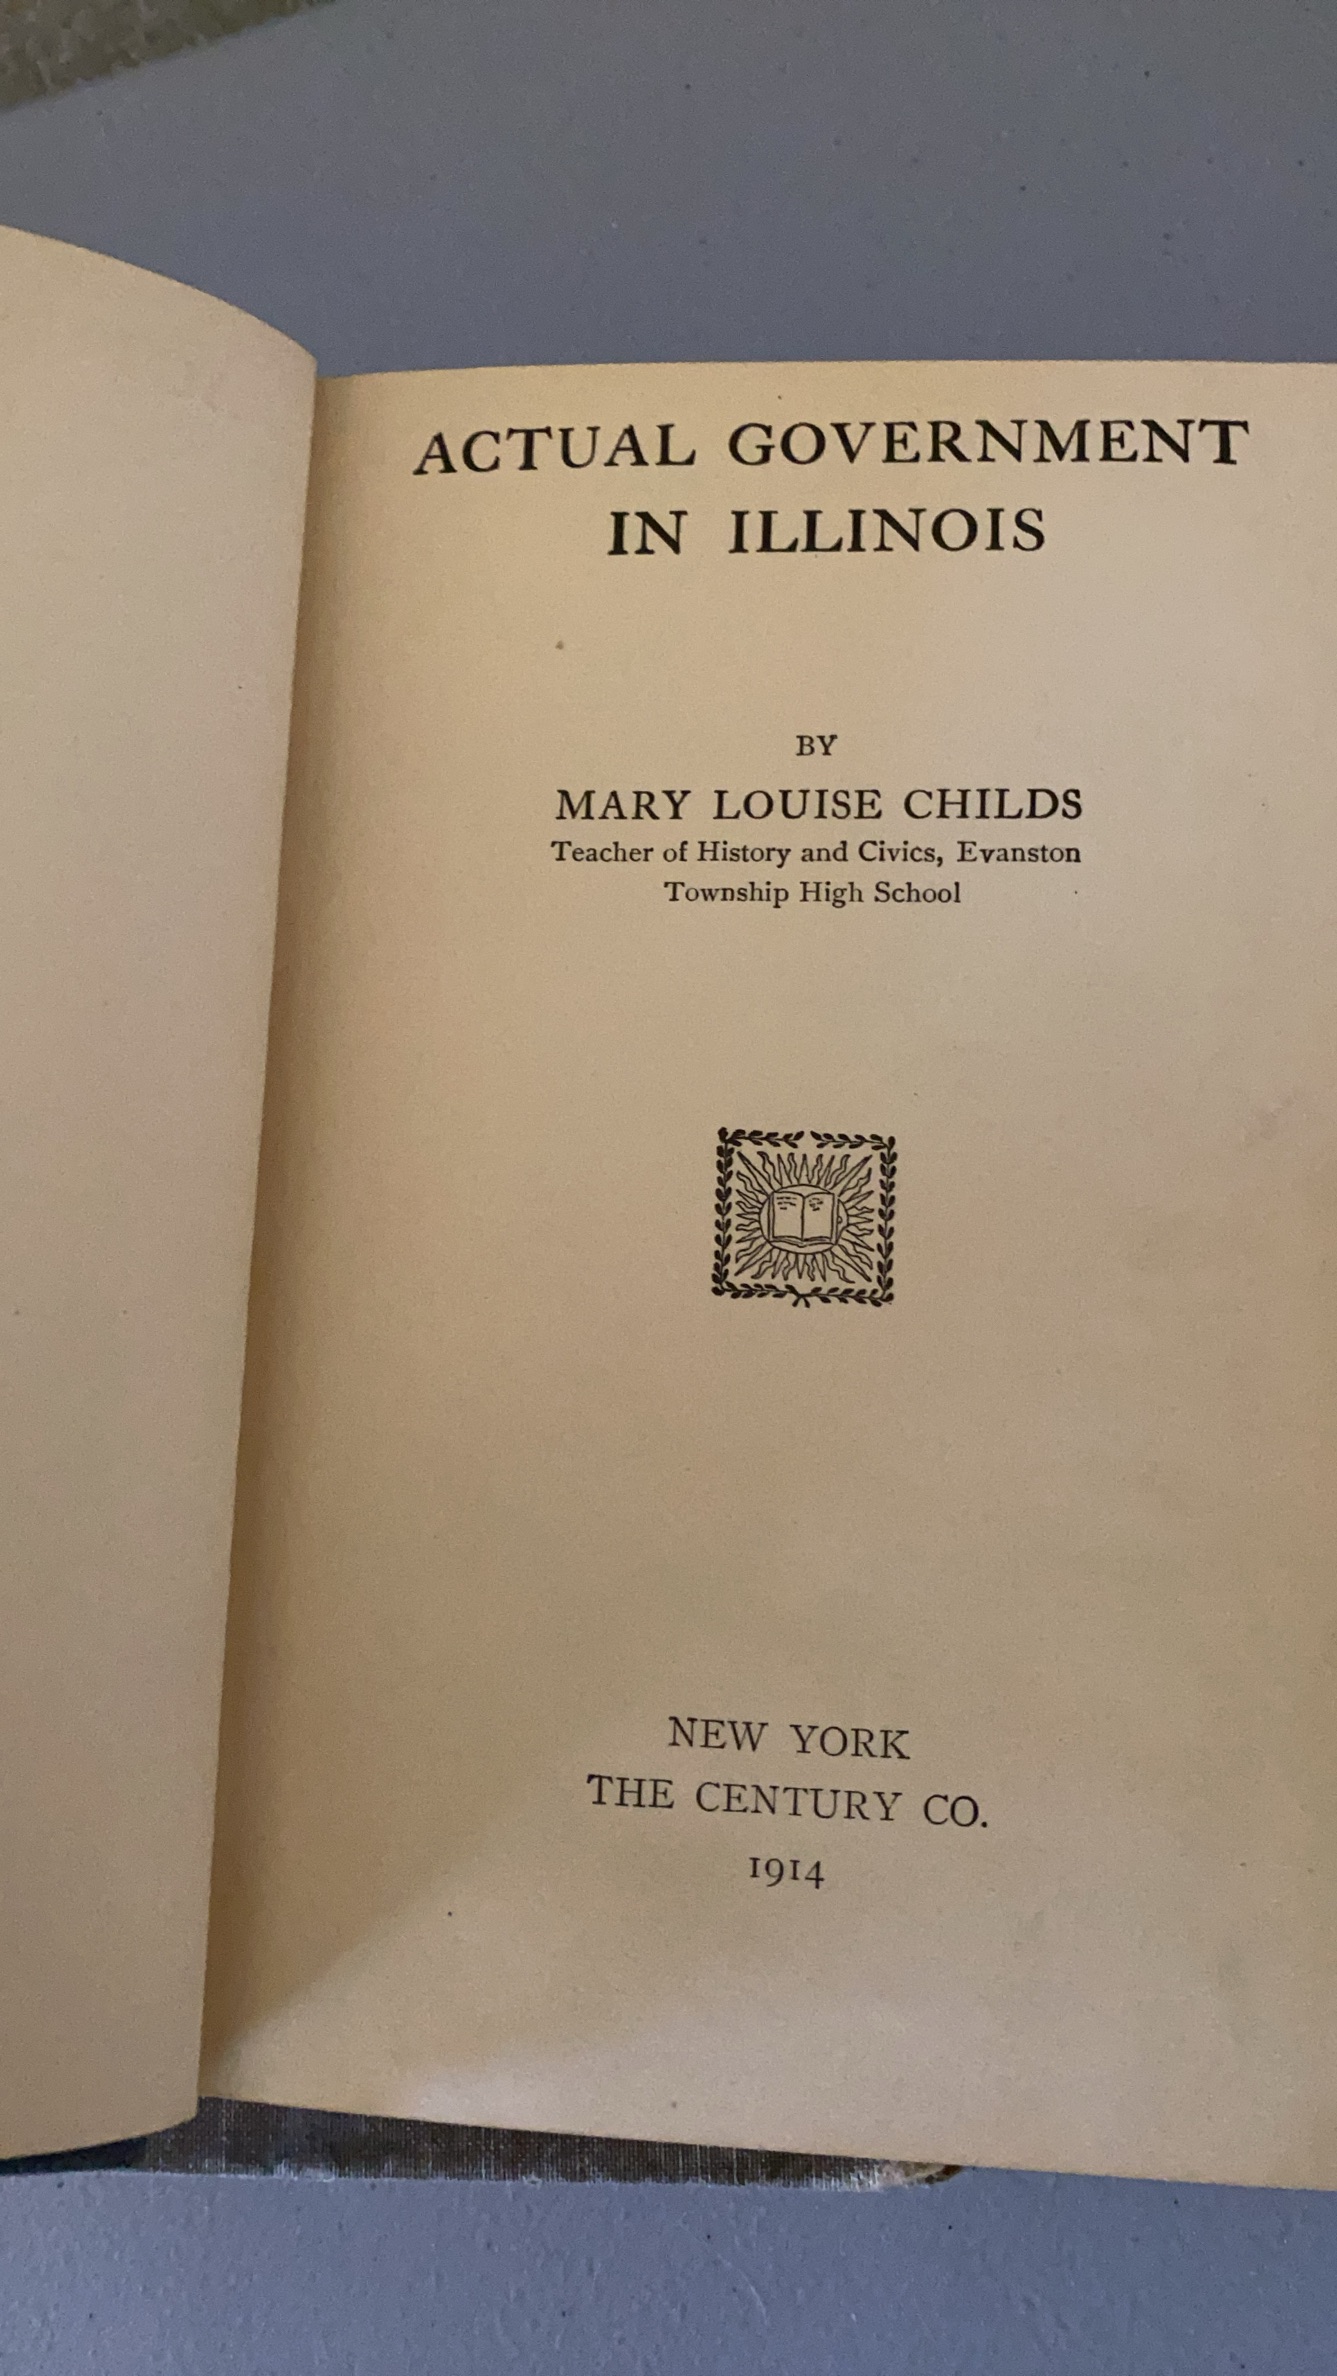 ACTUAL GOVERNMENT
IN ILLINOIS
BY
MARY LOUISE CHILDS
Teacher of History and Civics, Evanston
Township High School
NEW YORK
THE CENTURY CO.
1914